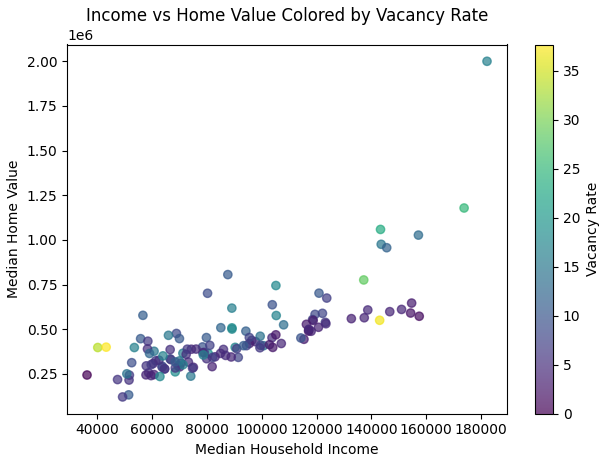 Income vs Home Value Colored by Vacancy Rate
1e6
2.00
1.75
1.50
1.25
1.00
0.75
0.50
0.25
Median Home Value
40000 60000 80000 100000 120000 140000 160000 180000
Median Household Income
35
30
25
20
15
10
5
0
Vacancy Rate